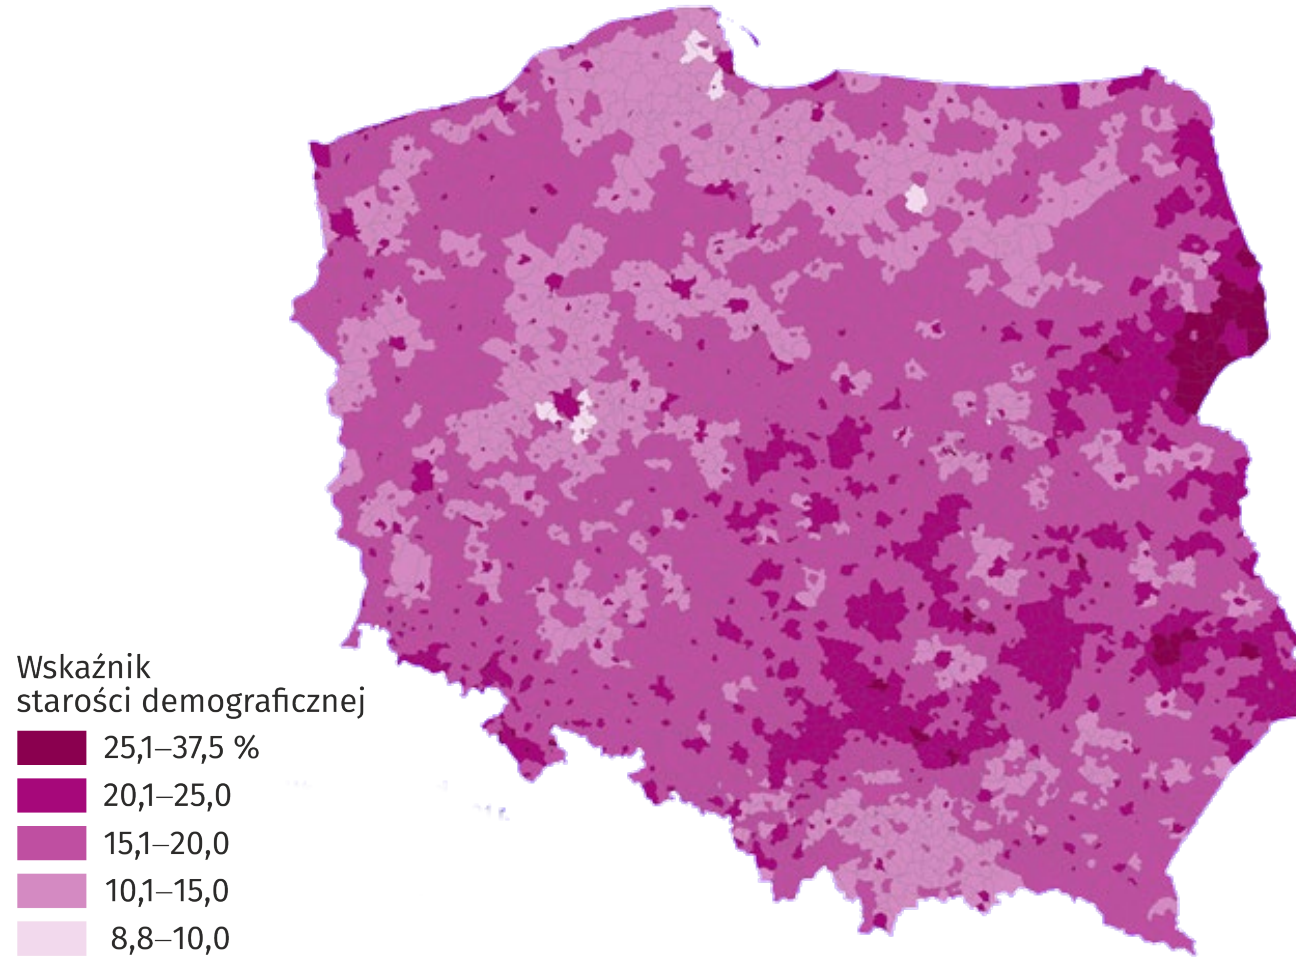 Wskaźnik
starości demograficznej
25,1–37,5 %
20,1–25,0
15,1–20,0
10,1–15,0
8,8–10,0